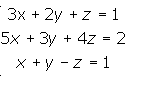 3x + 2y + z = 1
5x + 3y + 4z = 2
x + y − z = 1